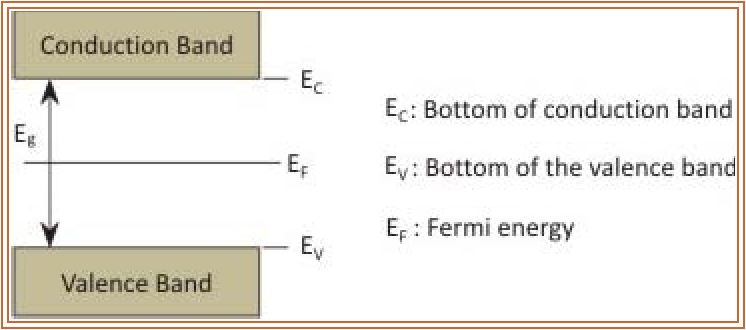 Conduction Band
E_C
E_C: Bottom of conduction band
E_g
E_F
E_V: Bottom of the valence band
E_F : Fermi energy
E_V
Valence Band